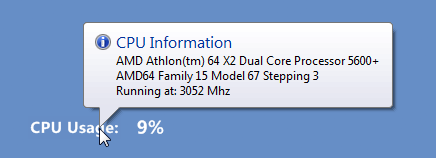 CPU Information
AMD Athlon(tm) 64 X2 Dual Core Processor 5600+
AMD64 Family 15 Model 67 Stepping 3
Running at: 3052 Mhz
CPU Usage: 9%